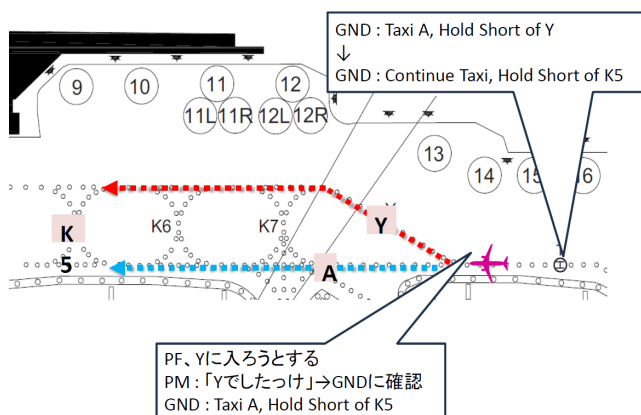 GND : Taxi A, Hold Short of Y
↓
GND : Continue Taxi, Hold Short of K5
9
10
11
12
11L
11R
12L
12R
13
14
15
16
K6
K7
K
5
Y
A
H
PF、Yに入ろうとする
PM : 「Yでしたっけ」→GNDに確認
GND : Taxi A, Hold Short of K5